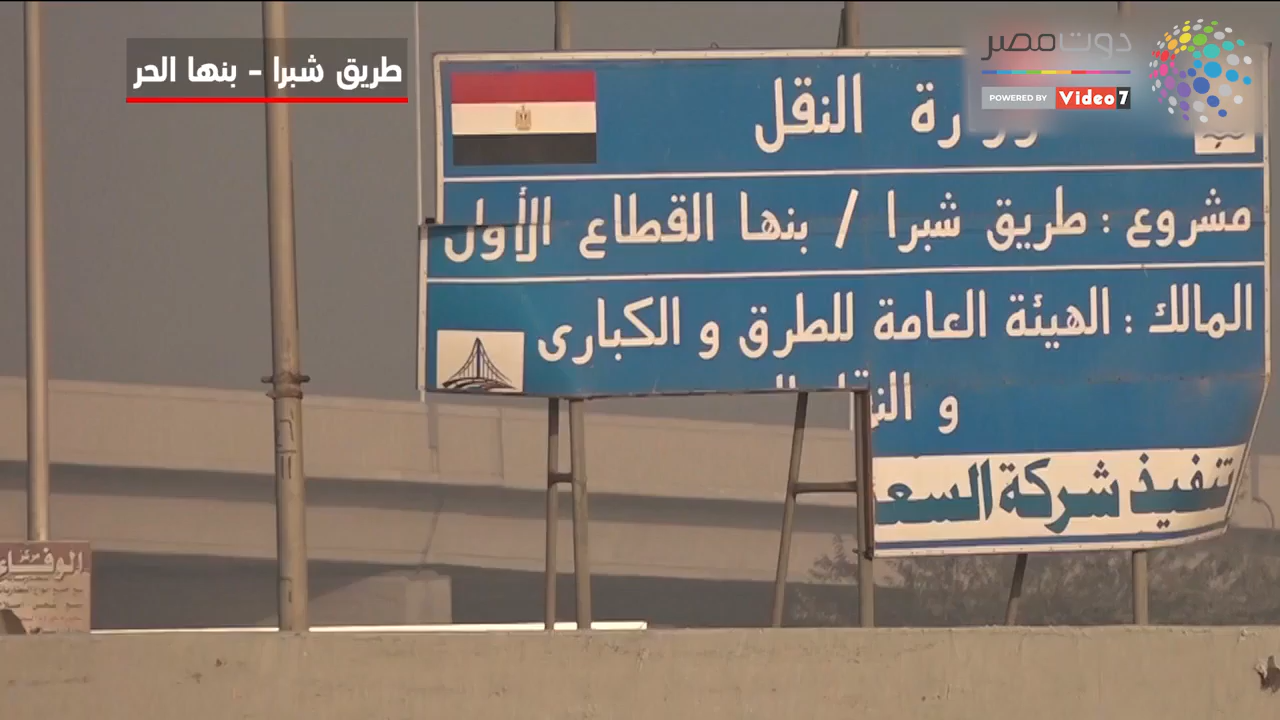 طريق شبرا - بنها الحر
دوت مصر
POWERED BY Video7
النقل
مشروع : طريق شبرا / بنها القطاع الأول
المالك : الهيئة العامة للطرق و الكبارى
و
تنفيذ شركة
مركز
الوفاء